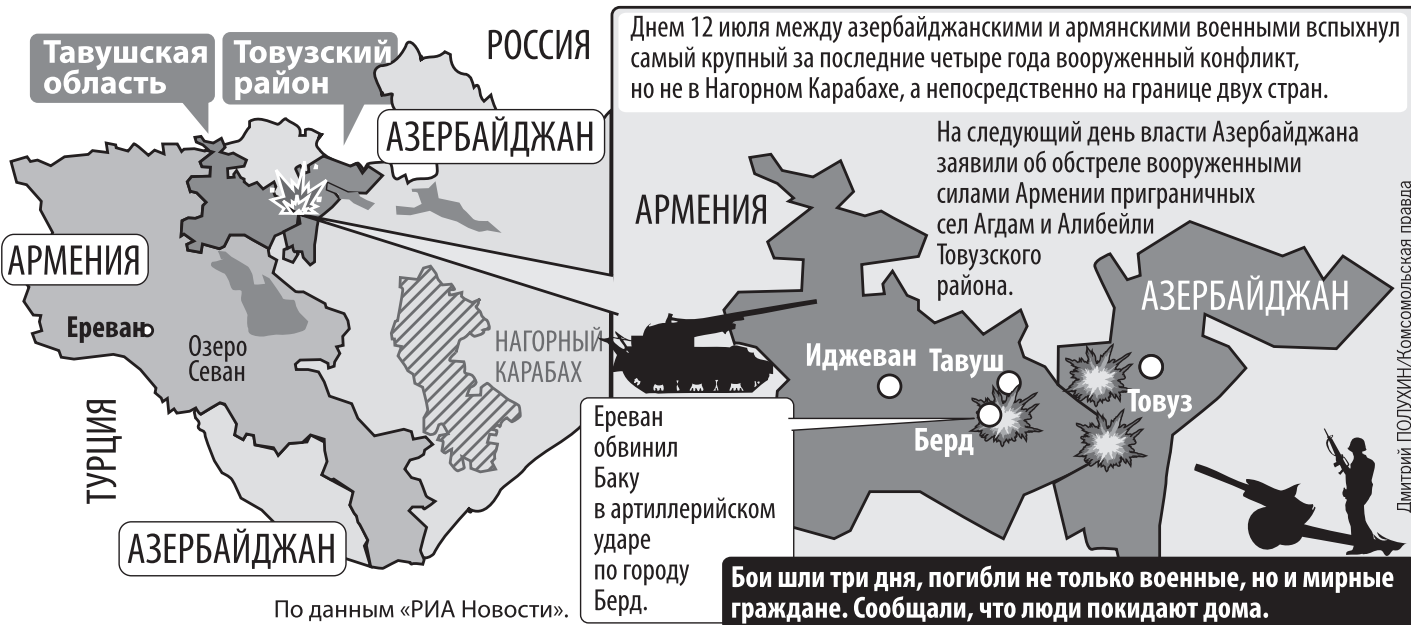 Тавушская
область
Товузский
район
РОССИЯ
АЗЕРБАЙДЖАН
АРМЕНИЯ
Ереван
Озеро
Севан
НАГОРНЫЙ
КАРАБАХ
ТУРЦИЯ
АЗЕРБАЙДЖАН
По данным «РИА Новости».
Днем 12 июля между азербайджанскими и армянскими военными вспыхнул
самый крупный за последние четыре года вооруженный конфликт,
но не в Нагорном Карабахе, а непосредственно на границе двух стран.
На следующий день власти Азербайджана
заявили об обстреле вооруженными
силами Армении приграничных
сел Агдам и Алибейли
Товузского
района.
АРМЕНИЯ
АЗЕРБАЙДЖАН
Иджеван
Тавуш
Берд
Товуз
Ереван
обвинил
Баку
в артиллерийском
ударе
по городу
Берд.
Бои шли три дня, погибли не только военные, но и мирные
граждане. Сообщали, что люди покидают дома.
Дмитрий ПОЛУХИН/Комсомольская правда